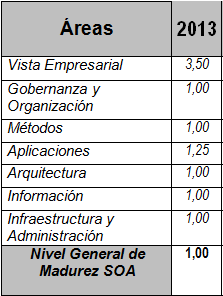 Áreas 2013
Vista Empresarial 3,50
Gobernanza y 1,00
Organización
Métodos 1,00
Aplicaciones 1,25
Arquitectura 1,00
Información 1,00
Infraestructura y 1,00
Administración
Nivel General de 1,00
Madurez SOA